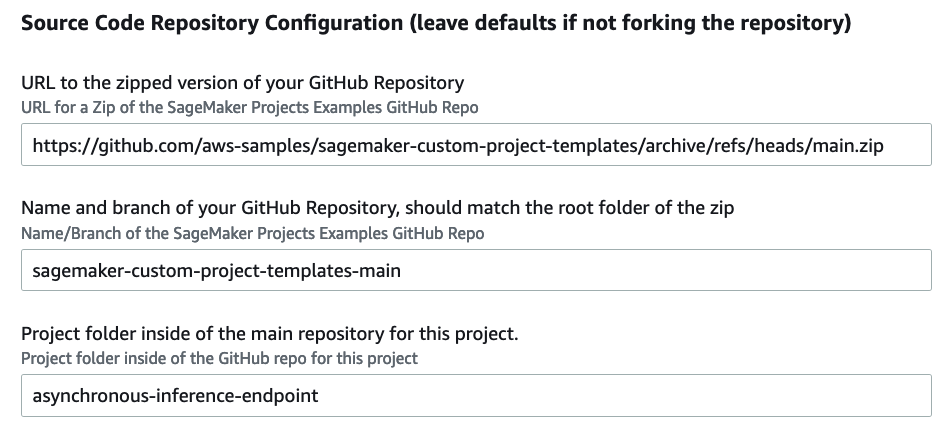 Source Code Repository Configuration (leave defaults if not forking the repository)
URL to the zipped version of your GitHub Repository
URL for a Zip of the SageMaker Projects Examples GitHub Repo
https://github.com/aws-samples/sagemaker-custom-project-templates/archive/refs/heads/main.zip
Name and branch of your GitHub Repository, should match the root folder of the zip
Name/Branch of the SageMaker Projects Examples GitHub Repo
sagemaker-custom-project-templates-main
Project folder inside of the main repository for this project.
Project folder inside of the GitHub repo for this project
asynchronous-inference-endpoint